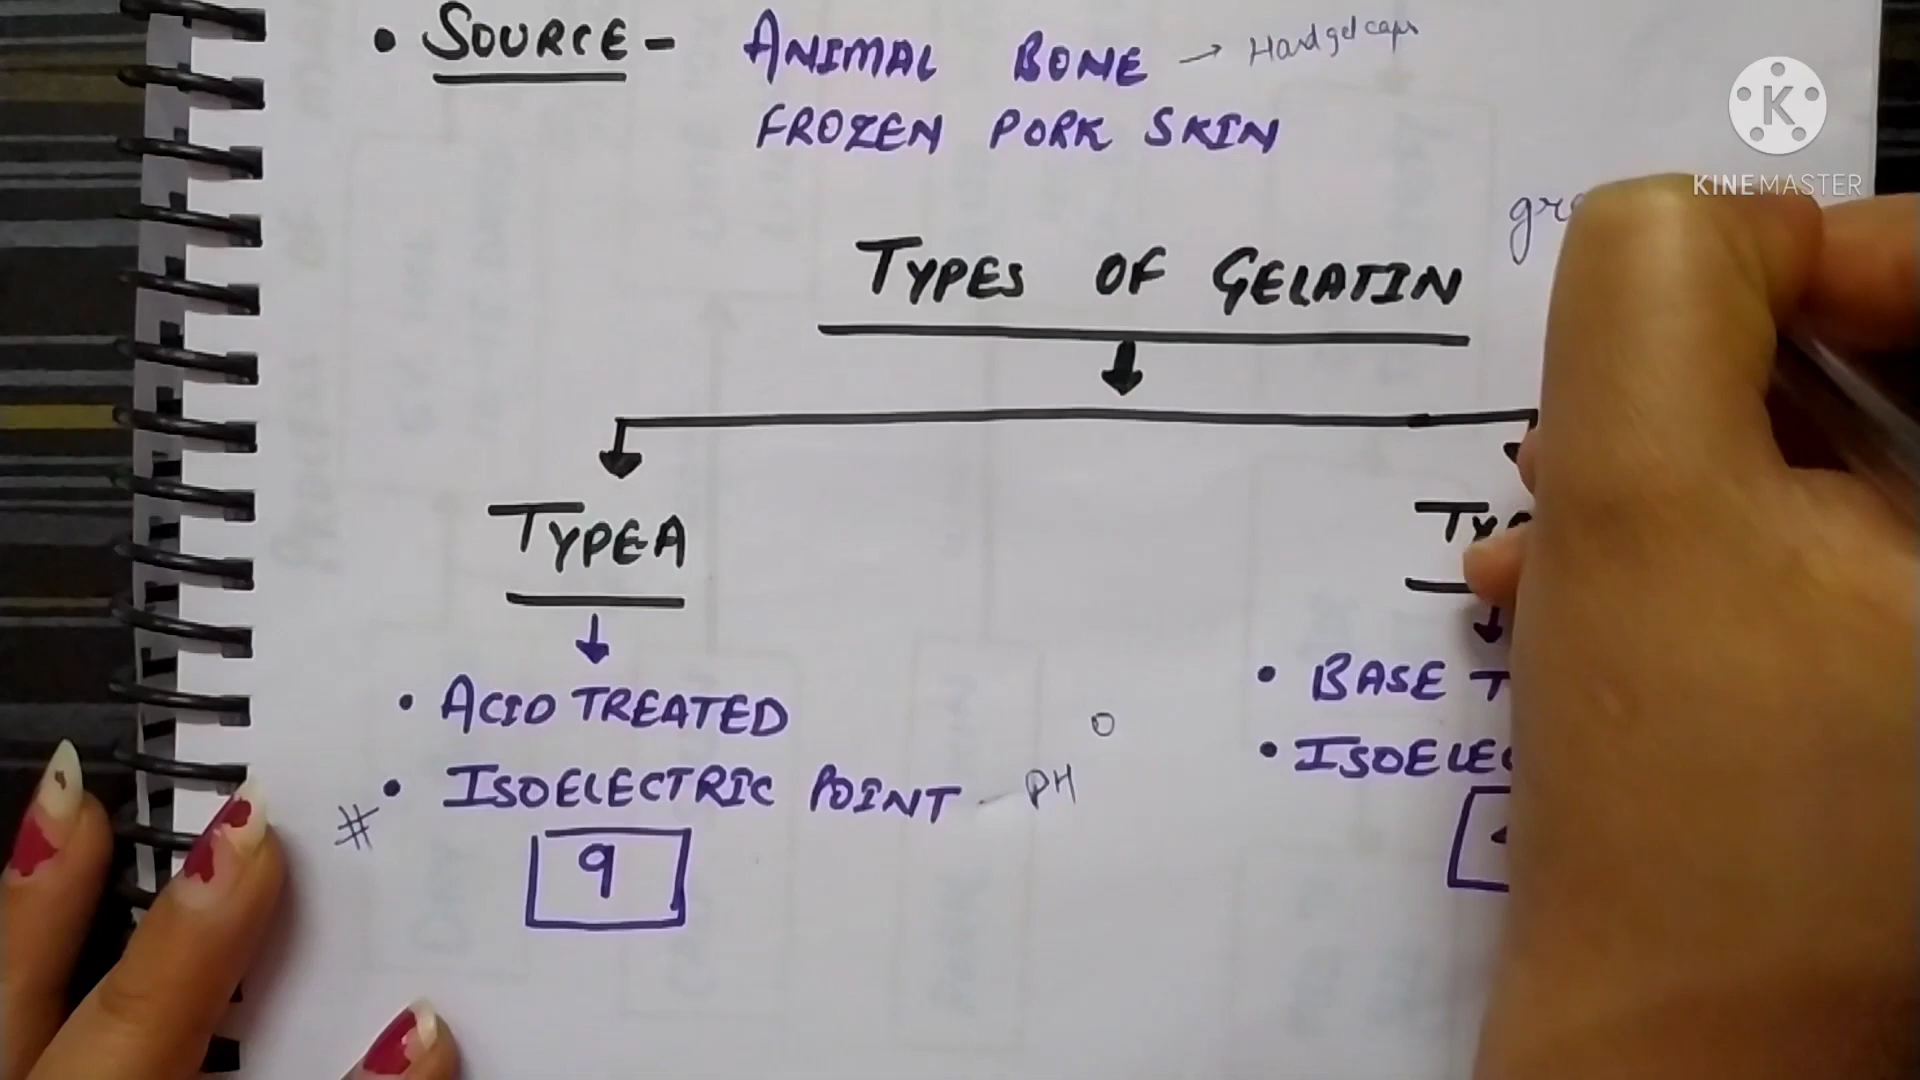 • SOURCE - ANIMAL BONE → Hard gel caps
FROZEN PORK SKIN
K
KINEMASTER
TYPES OF GELATIN
TYPE A
• ACID TREATED
• BASE
• ISOELECTRIC POINT - PH
#
9